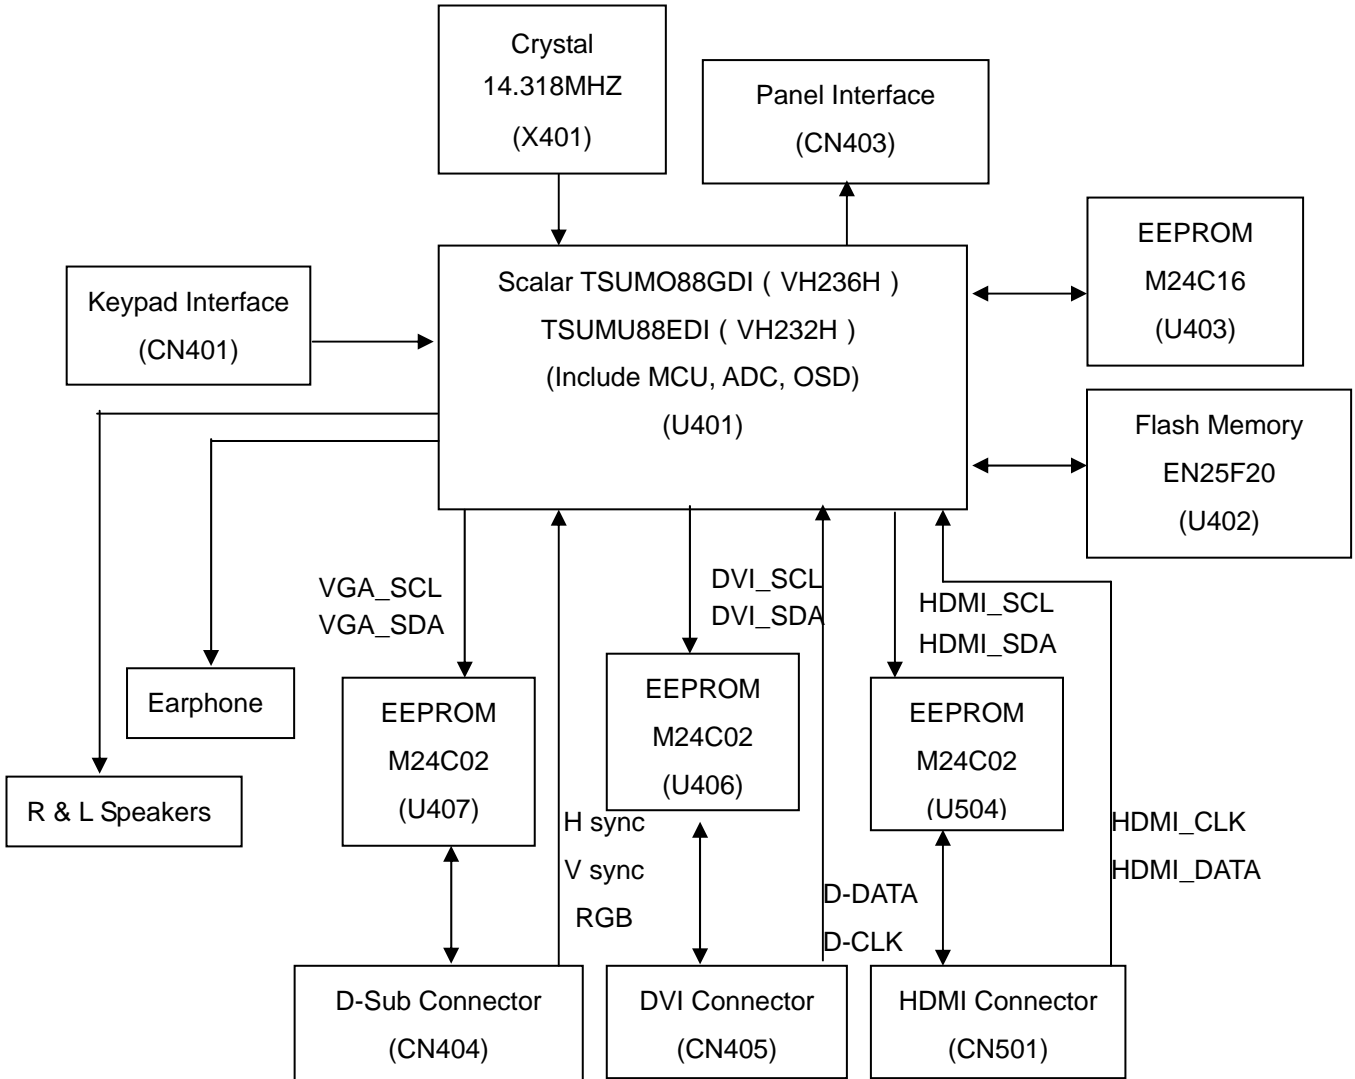 Crystal
14.318MHZ
(X401)
Panel Interface
(CN403)
EEPROM
M24C16
(U403)
Keypad Interface
(CN401)
Scalar TSUMO88GDI ( VH236H )
TSUMU88EDI ( VH232H )
(Include MCU, ADC, OSD)
(U401)
Flash Memory
EN25F20
(U402)
VGA_SCL
VGA_SDA
DVI_SCL
DVI_SDA
HDMI_SCL
HDMI_SDA
Earphone
R & L Speakers
EEPROM
M24C02
(U407)
EEPROM
M24C02
(U406)
EEPROM
M24C02
(U504)
H sync
V sync
RGB
D-DATA
D-CLK
HDMI_CLK
HDMI_DATA
D-Sub Connector
(CN404)
DVI Connector
(CN405)
HDMI Connector
(CN501)